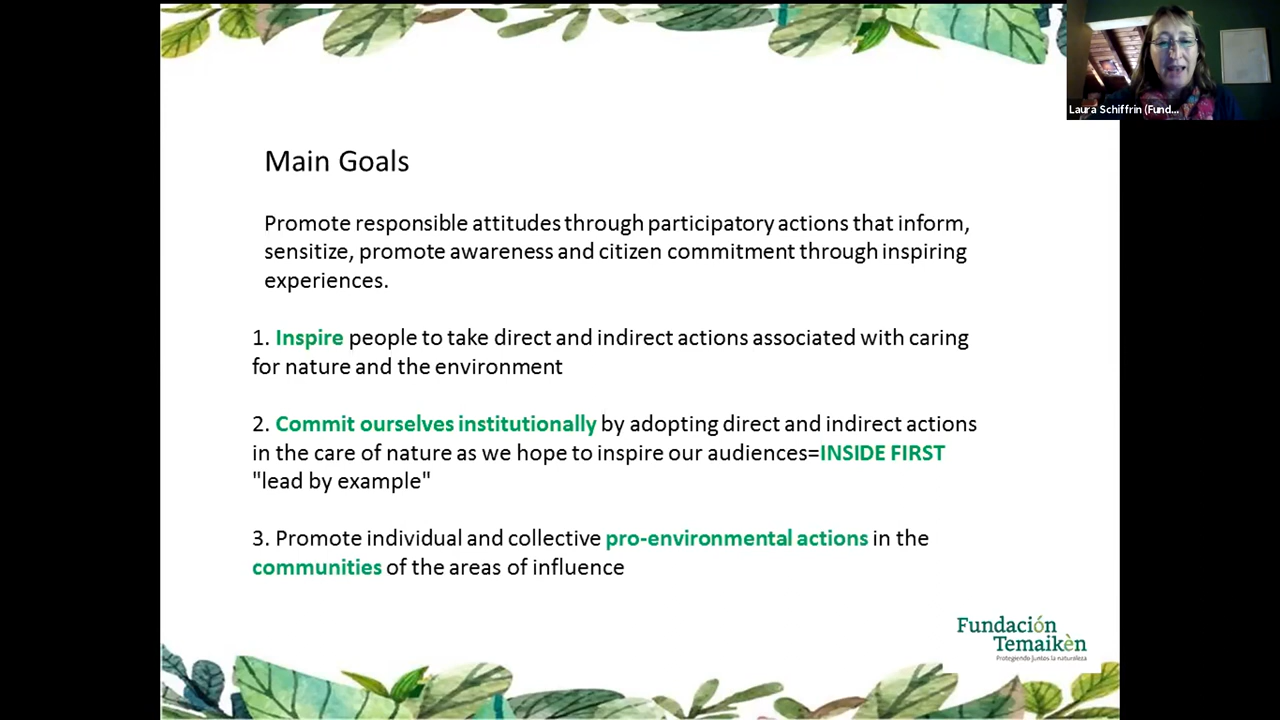 Laura Schiffrin (Fund...
Main Goals
Promote responsible attitudes through participatory actions that inform,
sensitize, promote awareness and citizen commitment through inspiring
experiences.
1. Inspire people to take direct and indirect actions associated with caring
for nature and the environment
2. Commit ourselves institutionally by adopting direct and indirect actions
in the care of nature as we hope to inspire our audiences=INSIDE FIRST
"lead by example"
3. Promote individual and collective pro-environmental actions in the
communities of the areas of influence
Fundación
Temaikèn
Protegiendo juntos la naturaleza